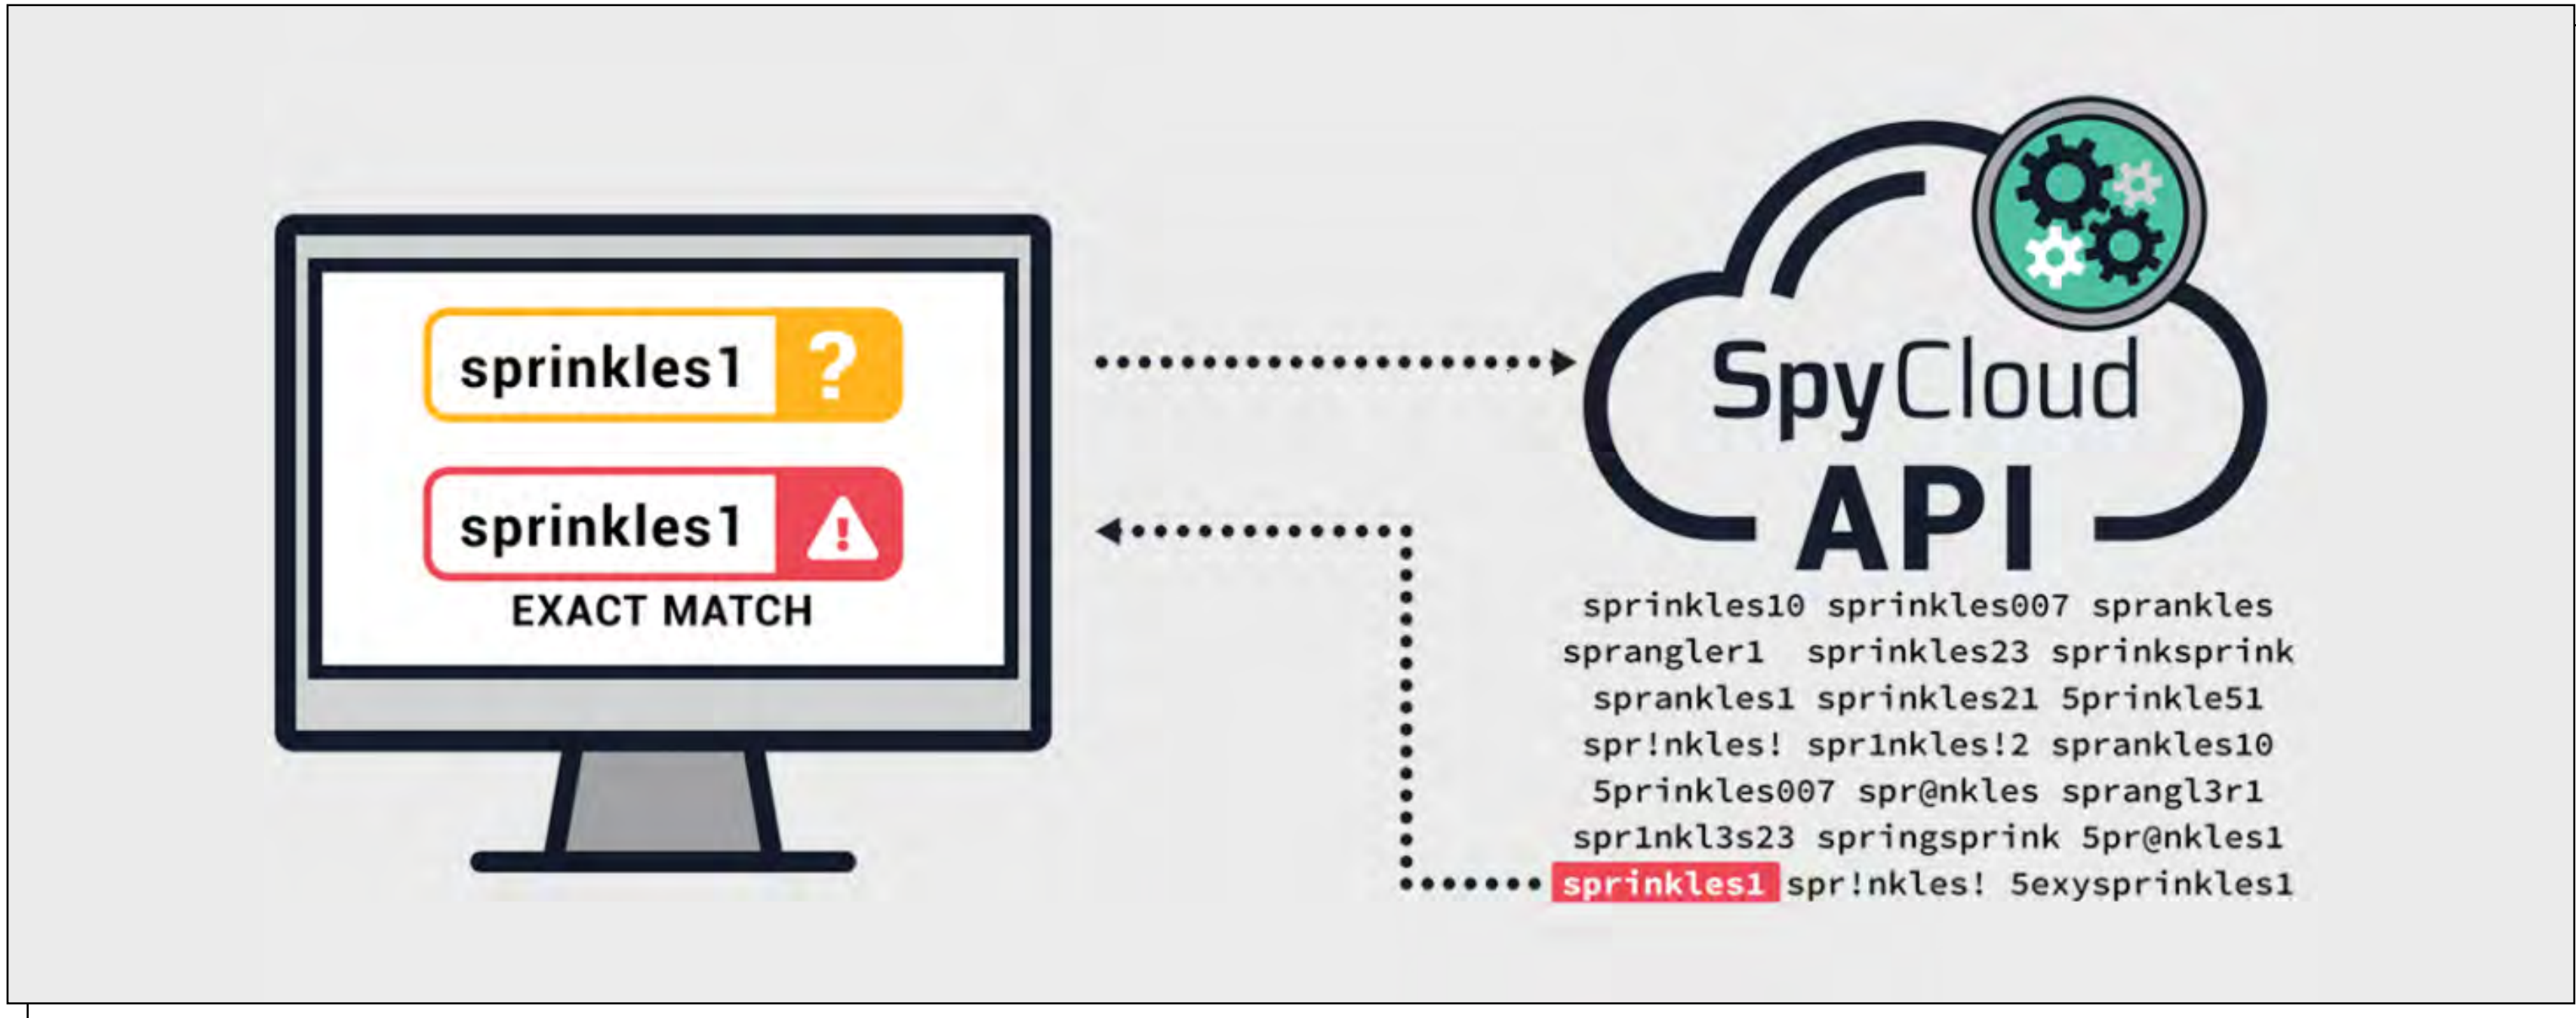 sprinkles1 ?
sprinkles1 !
EXACT MATCH
SpyCloud
API
sprinkles10 sprinkles007 sprankles
sprangler1 sprinkles23 sprinksprink
sprankles1 sprinkles21 5prinkle51
spr!nkles! spr1nkles!2 sprankles10
5prinkles007 spr@nkles sprangl3r1
spr1nkl3s23 springsprink 5pr@nkles1
sprinkles1 spr!nkles! 5exysprinkles1